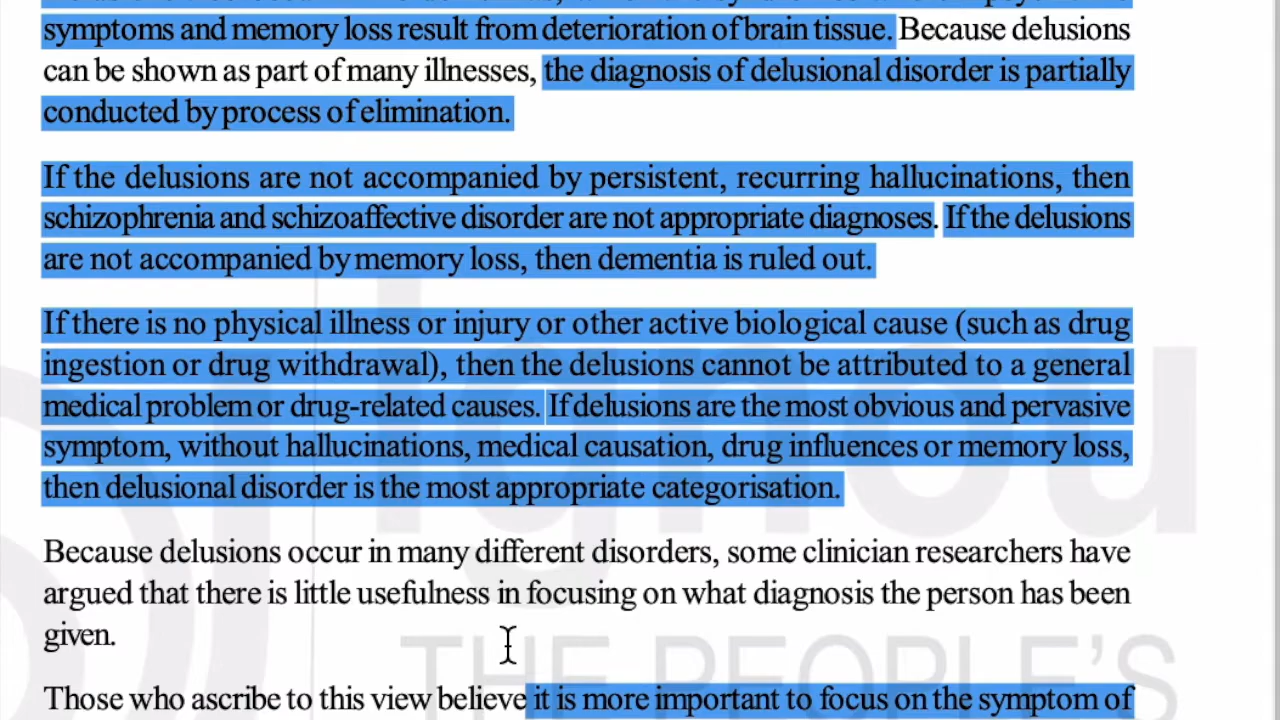 symptoms and memory loss result from deterioration of brain tissue. Because delusions
can be shown as part of many illnesses, the diagnosis of delusional disorder is partially
conducted by process of elimination.
If the delusions are not accompanied by persistent, recurring hallucinations, then
schizophrenia and schizoaffective disorder are not appropriate diagnoses. If the delusions
are not accompanied by memory loss, then dementia is ruled out.
If there is no physical illness or injury or other active biological cause (such as drug
ingestion or drug withdrawal), then the delusions cannot be attributed to a general
medical problem or drug-related causes. If delusions are the most obvious and pervasive
symptom, without hallucinations, medical causation, drug influences or memory loss,
then delusional disorder is the most appropriate categorisation.
Because delusions occur in many different disorders, some clinician researchers have
argued that there is little usefulness in focusing on what diagnosis the person has been
given.
Those who ascribe to this view believe it is more important to focus on the symptom of
ignou
THE PEOPLE'S